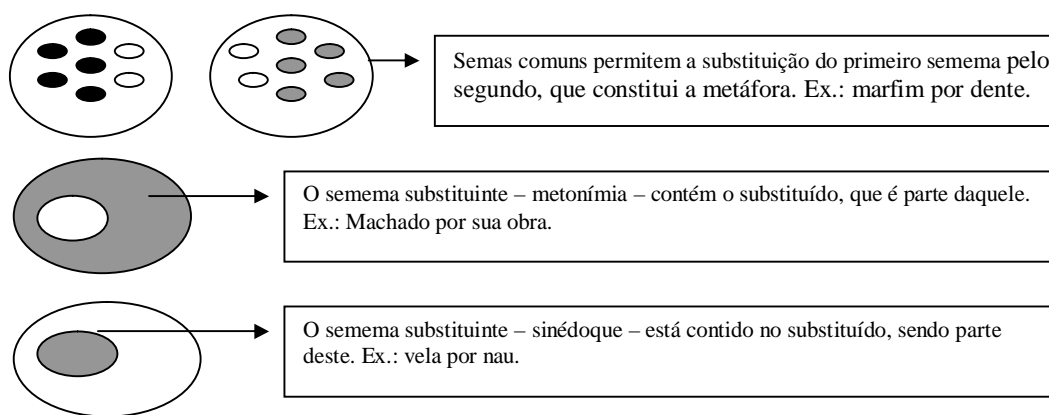 Semas comuns permitem a substituição do primeiro semema pelo
segundo, que constitui a metáfora. Ex.: marfim por dente.
O semema substituinte – metonímia – contém o substituído, que é parte daquele.
Ex.: Machado por sua obra.
O semema substituinte – sinédoque – está contido no substituído, sendo parte
deste. Ex.: vela por nau.